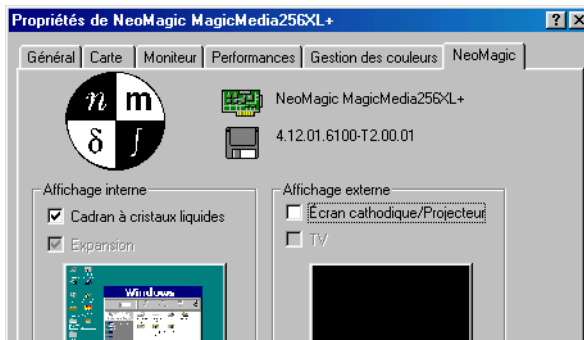 Propriétés de NeoMagic MagicMedia256XL+
Général Carte Moniteur Performances Gestion des couleurs NeoMagic
n m
δ ∫
NeoMagic MagicMedia256XL+
4.12.01.6100-T2.00.01
Affichage interne
Cadran à cristaux liquides
Expansion
Affichage externe
Écran cathodique/Projecteur
TV
Windows